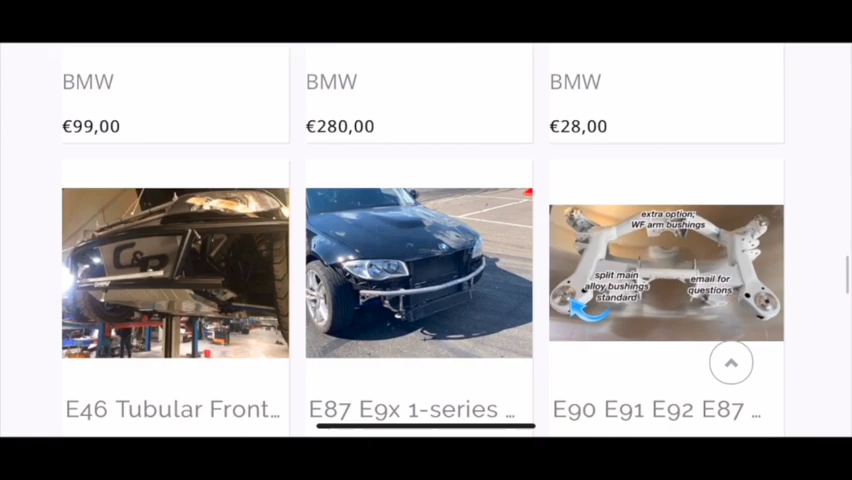 BMW
BMW
BMW
€99,00
€280,00
€28,00
C&R
extra option;
WF arm bushings
split main
alloy bushings
standard
email for
questions
E46 Tubular Front...
E87 E9x 1-series ...
E90 E91 E92 E87 ...